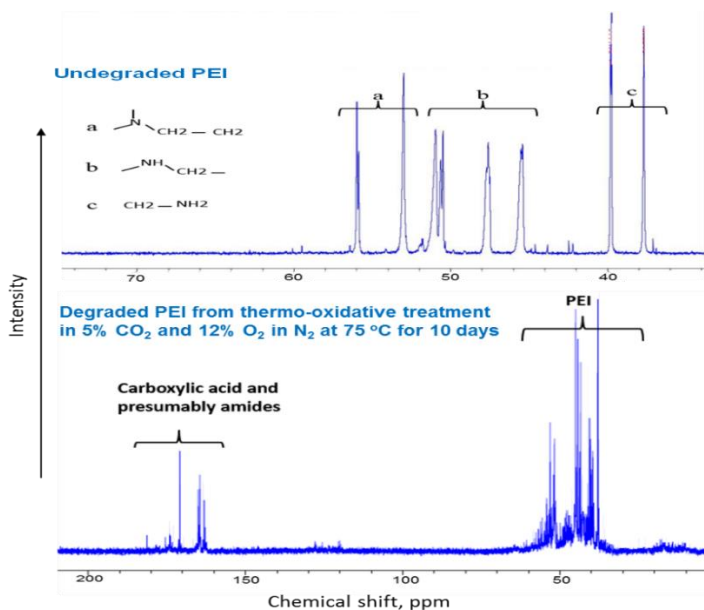 Undegraded PEI
a
b
c
a N CH2 — CH2
b NH CH2 —
c CH2 — NH2
70 60 50 40
Intensity
Degraded PEI from thermo-oxidative treatment
in 5% CO₂ and 12% O₂ in N₂ at 75 °C for 10 days
PEI
Carboxylic acid and
presumably amides
200 150 100 50
Chemical shift, ppm